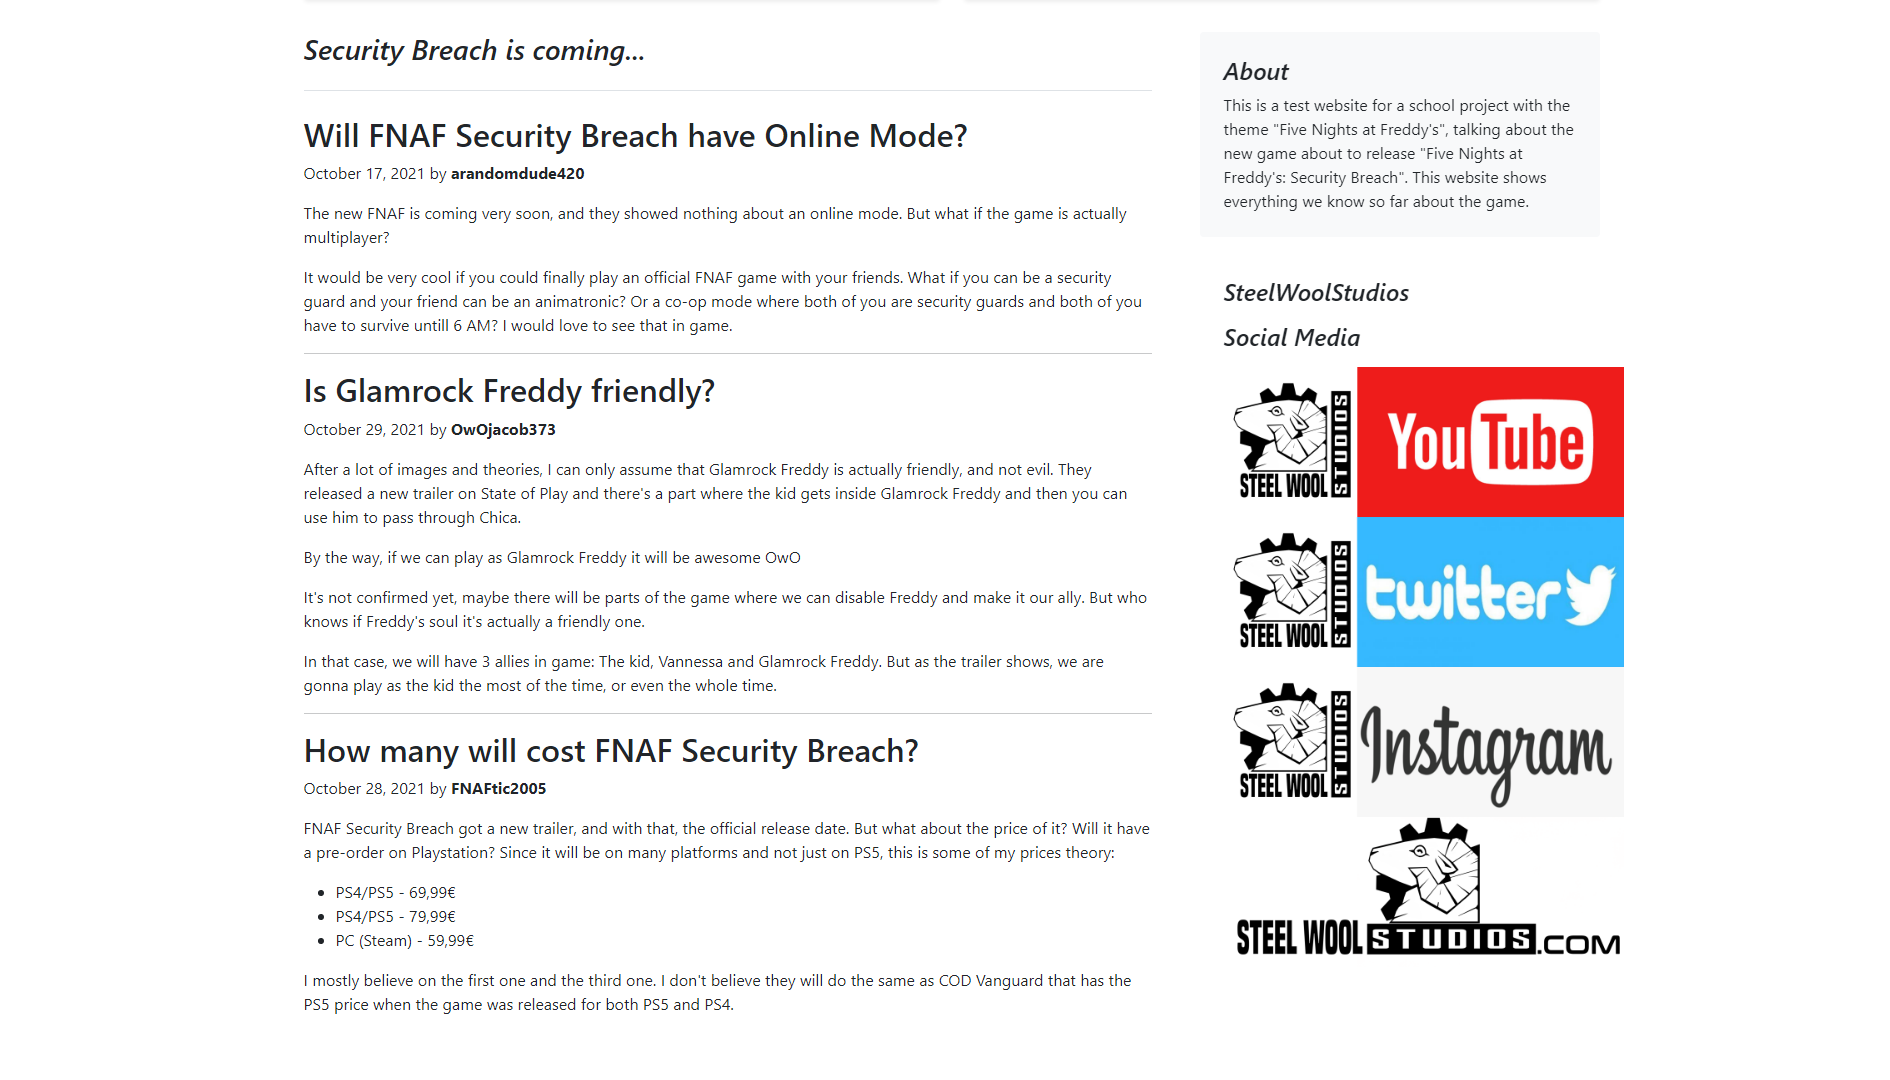 Security Breach is coming...
Will FNAF Security Breach have Online Mode?
October 17, 2021 by arandomdude420
The new FNAF is coming very soon, and they showed nothing about an online mode. But what if the game is actually
multiplayer?
It would be very cool if you could finally play an official FNAF game with your friends. What if you can be a security
guard and your friend can be an animatronic? Or a co-op mode where both of you are security guards and both of you
have to survive untill 6 AM? I would love to see that in game.
Is Glamrock Freddy friendly?
October 29, 2021 by OwOjacob373
After a lot of images and theories, I can only assume that Glamrock Freddy is actually friendly, and not evil. They
released a new trailer on State of Play and there's a part where the kid gets inside Glamrock Freddy and then you can
use him to pass through Chica.
By the way, if we can play as Glamrock Freddy it will be awesome OwO
It's not confirmed yet, maybe there will be parts of the game where we can disable Freddy and make it our ally. But who
knows if Freddy's soul it's actually a friendly one.
In that case, we will have 3 allies in game: The kid, Vannessa and Glamrock Freddy. But as the trailer shows, we are
gonna play as the kid the most of the time, or even the whole time.
How many will cost FNAF Security Breach?
October 28, 2021 by FNAFtic2005
FNAF Security Breach got a new trailer, and with that, the official release date. But what about the price of it? Will it have
a pre-order on Playstation? Since it will be on many platforms and not just on PS5, this is some of my prices theory:
• PS4/PS5 - 69,99€
• PS4/PS5 - 79,99€
• PC (Steam) - 59,99€
I mostly believe on the first one and the third one. I don't believe they will do the same as COD Vanguard that has the
PS5 price when the game was released for both PS5 and PS4.
About
This is a test website for a school project with the
theme "Five Nights at Freddy's", talking about the
new game about to release "Five Nights at
Freddy's: Security Breach". This website shows
everything we know so far about the game.
SteelWoolStudios
Social Media
STEEL WOOL STUDIOS
YouTube
STEEL WOOL STUDIOS
twitter
STEEL WOOL STUDIOS
Instagram
STEEL WOOL STUDIOS.COM